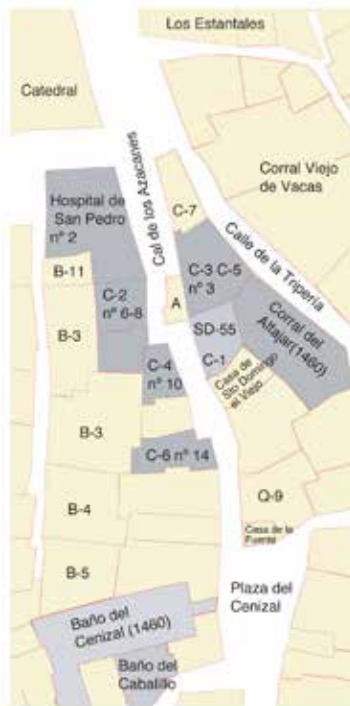 Los Estantales
Catedral
Corral Viejo
de Vacas
Cal de los Azacanes
C-7
Hospital de
San Pedro
nº 2
Calle de la Tripería
C-3 C-5
nº 3
B-11
C-2
nº 6-8
A
Corral del
Alfajar(1460)
B-3
SD-55
C-1
C-4
nº 10
Casa de
Sto Domingo
el Viejo
B-3
C-6 nº 14
Q-9
B-4
Casa de la
Fuente
B-5
Plaza del
Cenizal
Baño del
Cenizal (1460)
Baño del
Caballilo